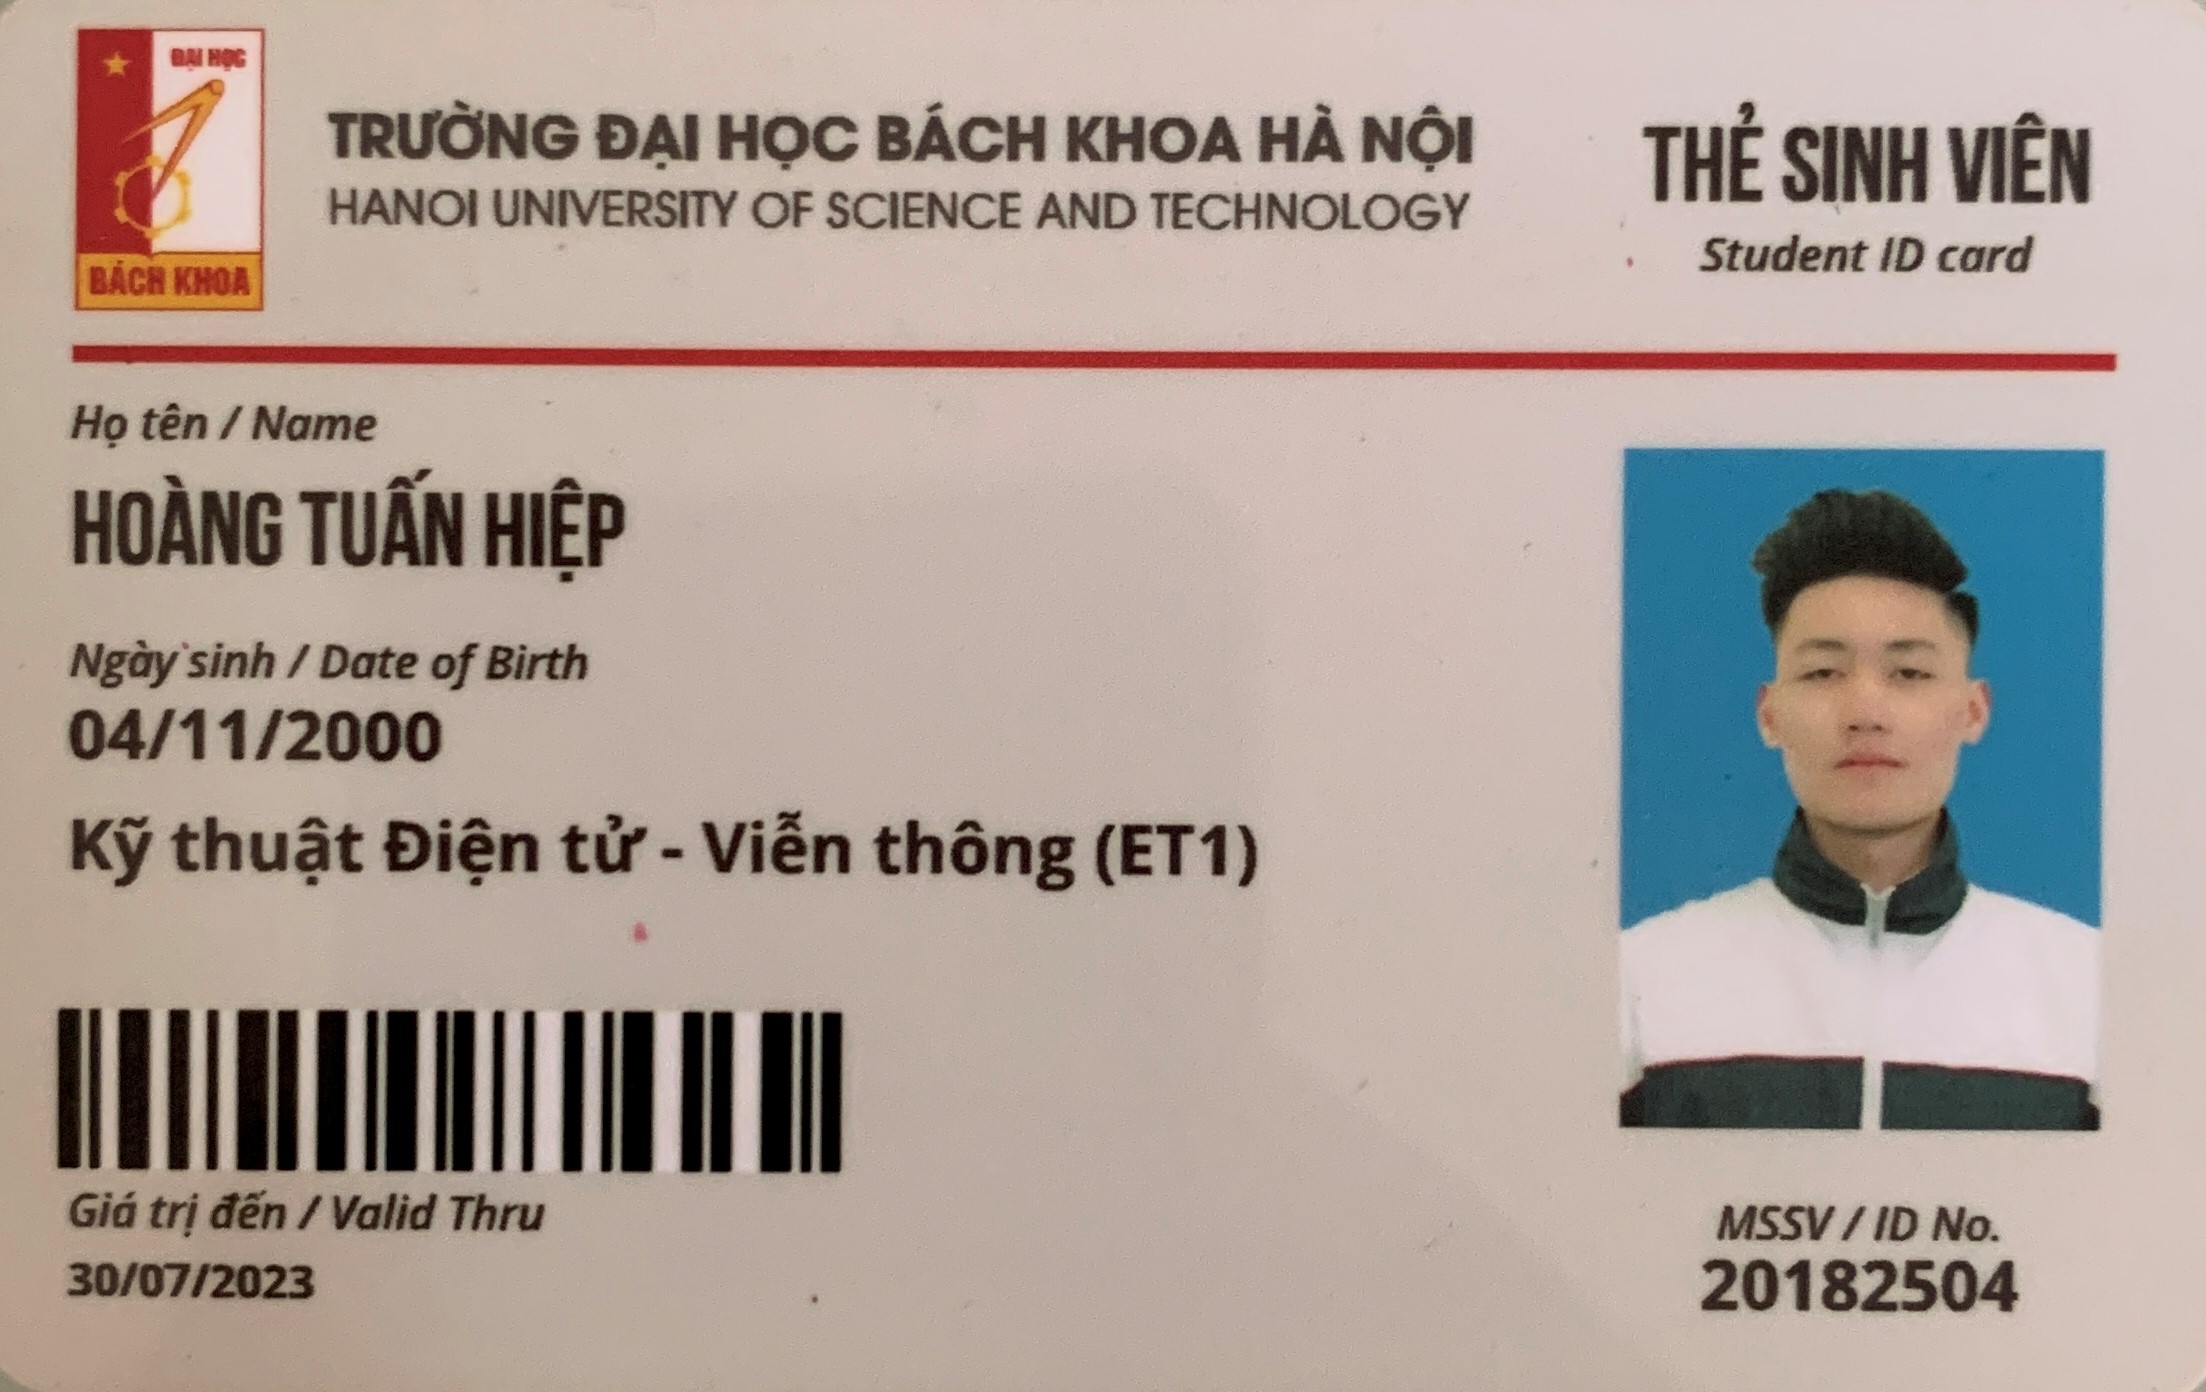 ĐẠI HỌC
BÁCH KHOA
TRƯỜNG ĐẠI HỌC BÁCH KHOA HÀ NỘI
HANOI UNIVERSITY OF SCIENCE AND TECHNOLOGY
THẺ SINH VIÊN
Student ID card
Họ tên / Name
HOÀNG TUẤN HIỆP
Ngày sinh / Date of Birth
04/11/2000
Kỹ thuật Điện tử - Viễn thông (ET1)
Giá trị đến / Valid Thru
30/07/2023
MSSV / ID No.
20182504